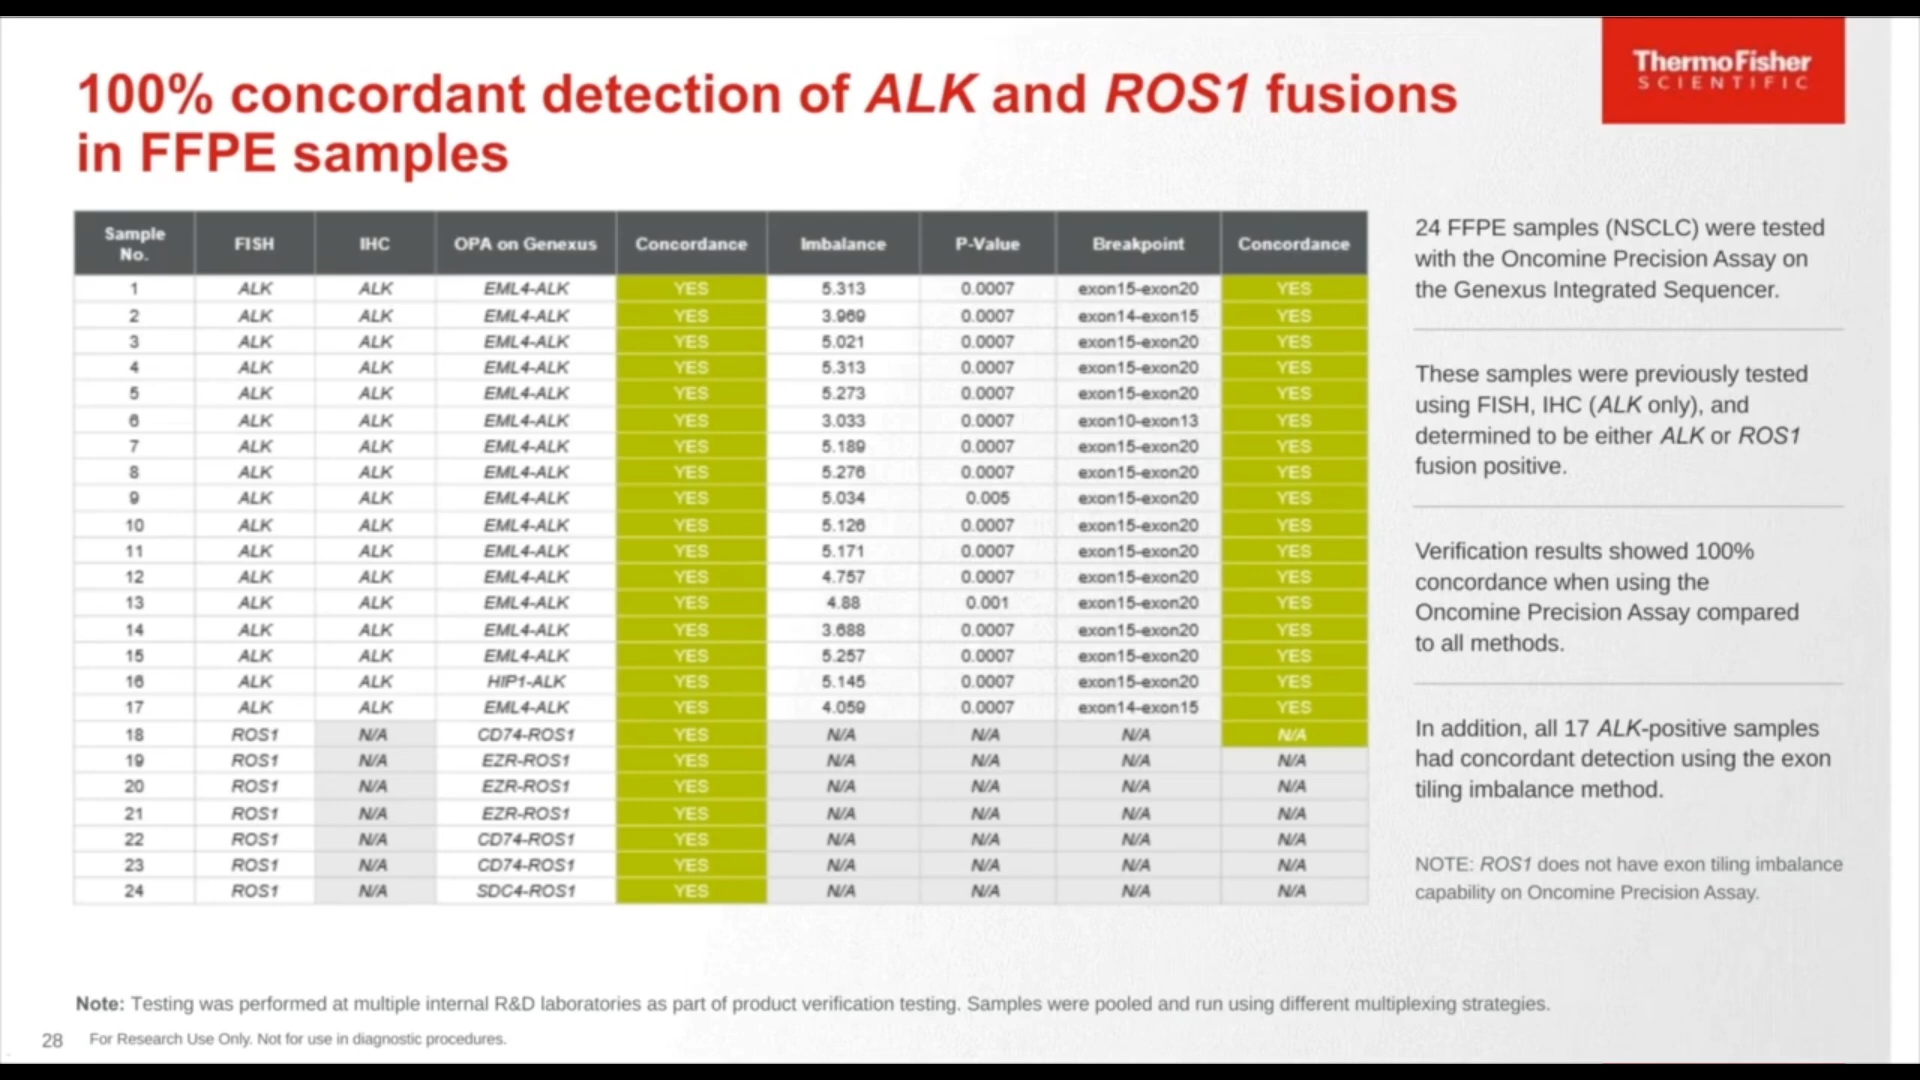 ThermoFisher
SCIENTIFIC
100% concordant detection of ALK and ROS1 fusions
in FFPE samples
Sample No. FISH IHC OPA on Genexus Concordance Imbalance P-Value Breakpoint Concordance
1 ALK ALK EML4-ALK YES 5.313 0.0007 exon15-exon20 YES
2 ALK ALK EML4-ALK YES 3.969 0.0007 exon14-exon15 YES
3 ALK ALK EML4-ALK YES 5.021 0.0007 exon15-exon20 YES
4 ALK ALK EML4-ALK YES 5.313 0.0007 exon15-exon20 YES
5 ALK ALK EML4-ALK YES 5.273 0.0007 exon15-exon20 YES
6 ALK ALK EML4-ALK YES 3.033 0.0007 exon10-exon13 YES
7 ALK ALK EML4-ALK YES 5.189 0.0007 exon15-exon20 YES
8 ALK ALK EML4-ALK YES 5.276 0.0007 exon15-exon20 YES
9 ALK ALK EML4-ALK YES 5.034 0.005 exon15-exon20 YES
10 ALK ALK EML4-ALK YES 5.126 0.0007 exon15-exon20 YES
11 ALK ALK EML4-ALK YES 5.171 0.0007 exon15-exon20 YES
12 ALK ALK EML4-ALK YES 4.757 0.0007 exon15-exon20 YES
13 ALK ALK EML4-ALK YES 4.88 0.001 exon15-exon20 YES
14 ALK ALK EML4-ALK YES 3.688 0.0007 exon15-exon20 YES
15 ALK ALK EML4-ALK YES 5.257 0.0007 exon15-exon20 YES
16 ALK ALK HIP1-ALK YES 5.145 0.0007 exon15-exon20 YES
17 ALK ALK EML4-ALK YES 4.059 0.0007 exon14-exon15 YES
18 ROS1 N/A CD74-ROS1 YES N/A N/A N/A N/A
19 ROS1 N/A EZR-ROS1 YES N/A N/A N/A N/A
20 ROS1 N/A EZR-ROS1 YES N/A N/A N/A N/A
21 ROS1 N/A EZR-ROS1 YES N/A N/A N/A N/A
22 ROS1 N/A CD74-ROS1 YES N/A N/A N/A N/A
23 ROS1 N/A CD74-ROS1 YES N/A N/A N/A N/A
24 ROS1 N/A SDC4-ROS1 YES N/A N/A N/A N/A
24 FFPE samples (NSCLC) were tested
with the Oncomine Precision Assay on
the Genexus Integrated Sequencer.
These samples were previously tested
using FISH, IHC (ALK only), and
determined to be either ALK or ROS1
fusion positive.
Verification results showed 100%
concordance when using the
Oncomine Precision Assay compared
to all methods.
In addition, all 17 ALK-positive samples
had concordant detection using the exon
tiling imbalance method.
NOTE: ROS1 does not have exon tiling imbalance
capability on Oncomine Precision Assay.
Note: Testing was performed at multiple internal R&D laboratories as part of product verification testing. Samples were pooled and run using different multiplexing strategies.
28 For Research Use Only. Not for use in diagnostic procedures.